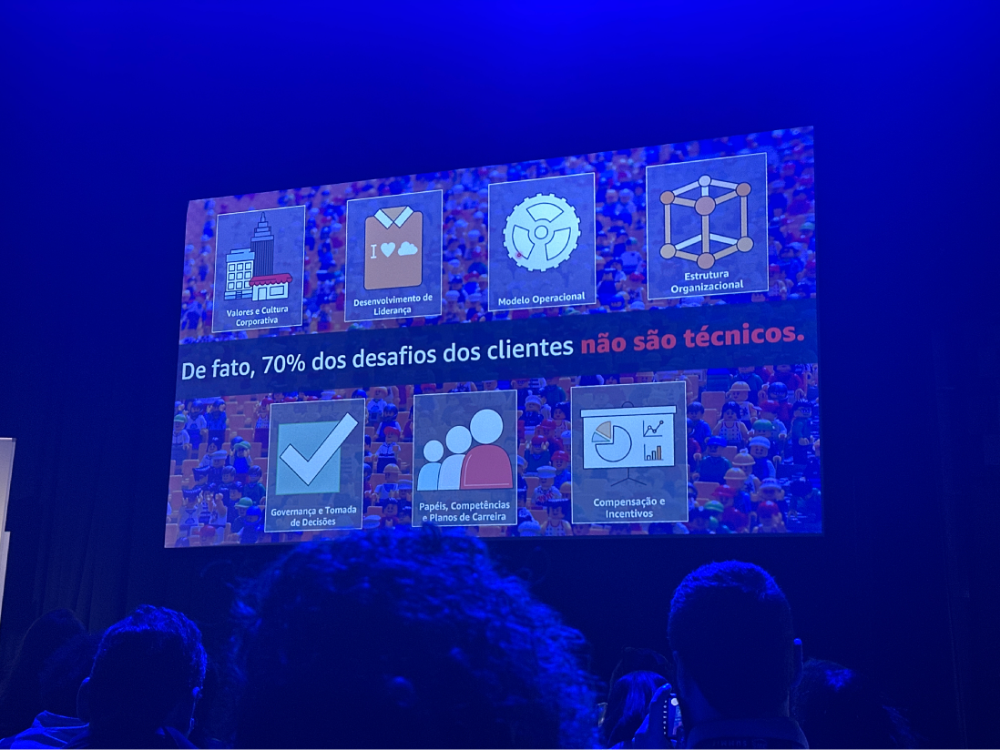 I
Valores e Cultura
Corporativa
Desenvolvimento de
Liderança
Modelo Operacional
Estrutura
Organizacional
De fato, 70% dos desafios dos clientes não são técnicos.
Governança e Tomada
de Decisões
Papéis, Competências
e Planos de Carreira
Compensação e
Incentivos